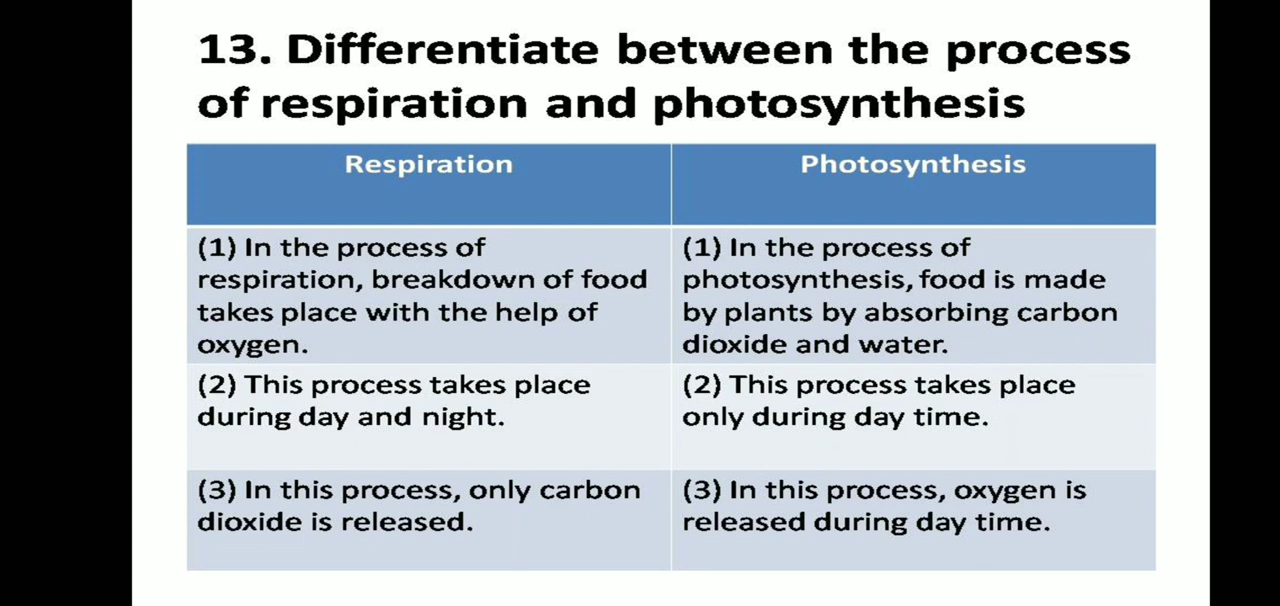 13. Differentiate between the process
of respiration and photosynthesis
Respiration
Photosynthesis
(1) In the process of
respiration, breakdown of food
takes place with the help of
oxygen.
(1) In the process of
photosynthesis, food is made
by plants by absorbing carbon
dioxide and water.
(2) This process takes place
during day and night.
(2) This process takes place
only during day time.
(3) In this process, only carbon
dioxide is released.
(3) In this process, oxygen is
released during day time.